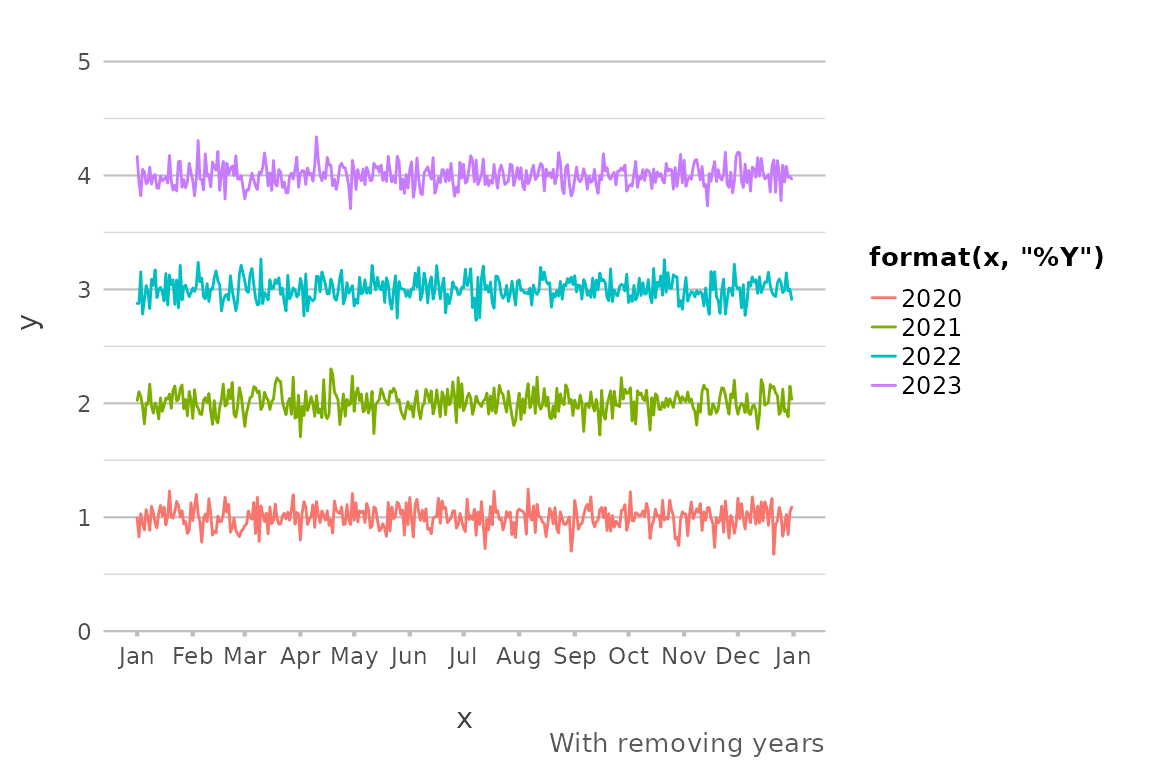 5
4
3
2
1
0
y
Jan Feb Mar Apr May Jun Jul Aug Sep Oct Nov Dec Jan
x
With removing years
format(x, "%Y")
2020
2021
2022
2023